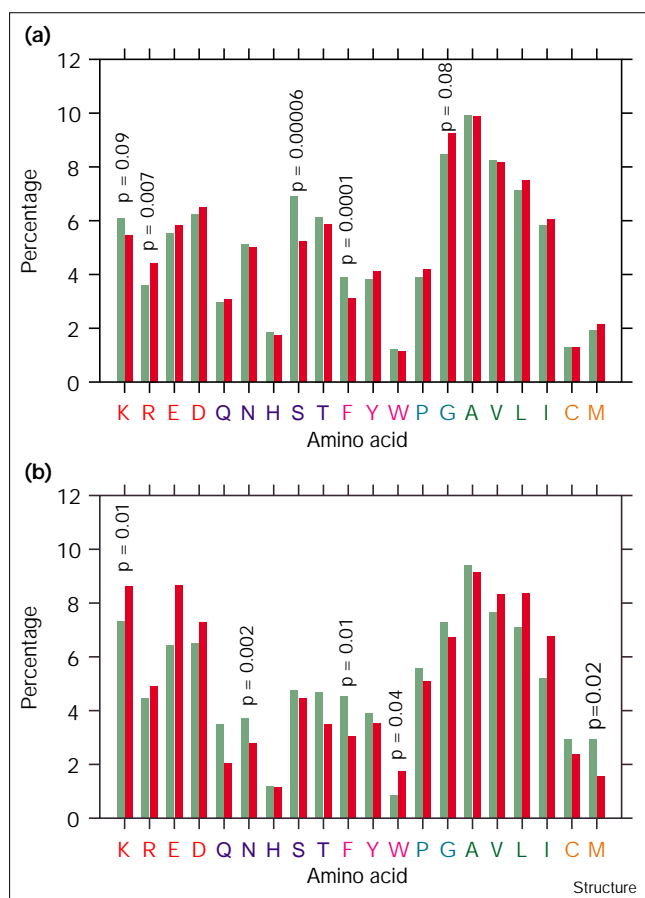 (a)
12
10
8
6
4
2
0
Percentage
p = 0.09
p = 0.007
p = 0.00006
p = 0.0001
p = 0.08
K R E D Q N H S T F Y W P G A V L I C M
Amino acid
(b)
12
10
8
6
4
2
0
Percentage
p = 0.01
p = 0.002
p = 0.01
p = 0.04
p=0.02
K R E D Q N H S T F Y W P G A V L I C M
Amino acid
Structure